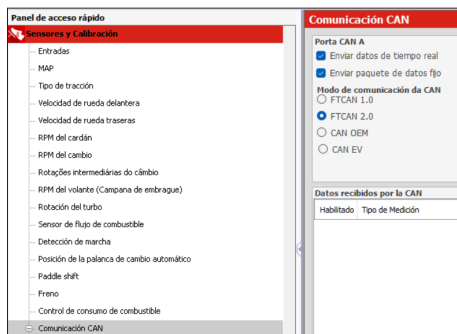 Panel de acceso rápido
Sensores y Calibración
Entradas
MAP
Tipo de tracción
Velocidad de rueda delantera
Velocidad de rueda traseras
RPM del cardán
RPM del cambio
Rotações intermediárias do câmbio
RPM del volante (Campana de embrague)
Rotación del turbo
Sensor de flujo de combustible
Detección de marcha
Posición de la palanca de cambio automático
Paddle shift
Freno
Control de consumo de combustible
Comunicación CAN
Comunicación CAN
Porta CAN A
Enviar datos de tiempo real
Enviar paquete de datos fijo
Modo de comunicación da CAN
FTCAN 1.0
FTCAN 2.0
CAN OEM
CAN EV
Datos recibidos por la CAN
Habilitado Tipo de Medición